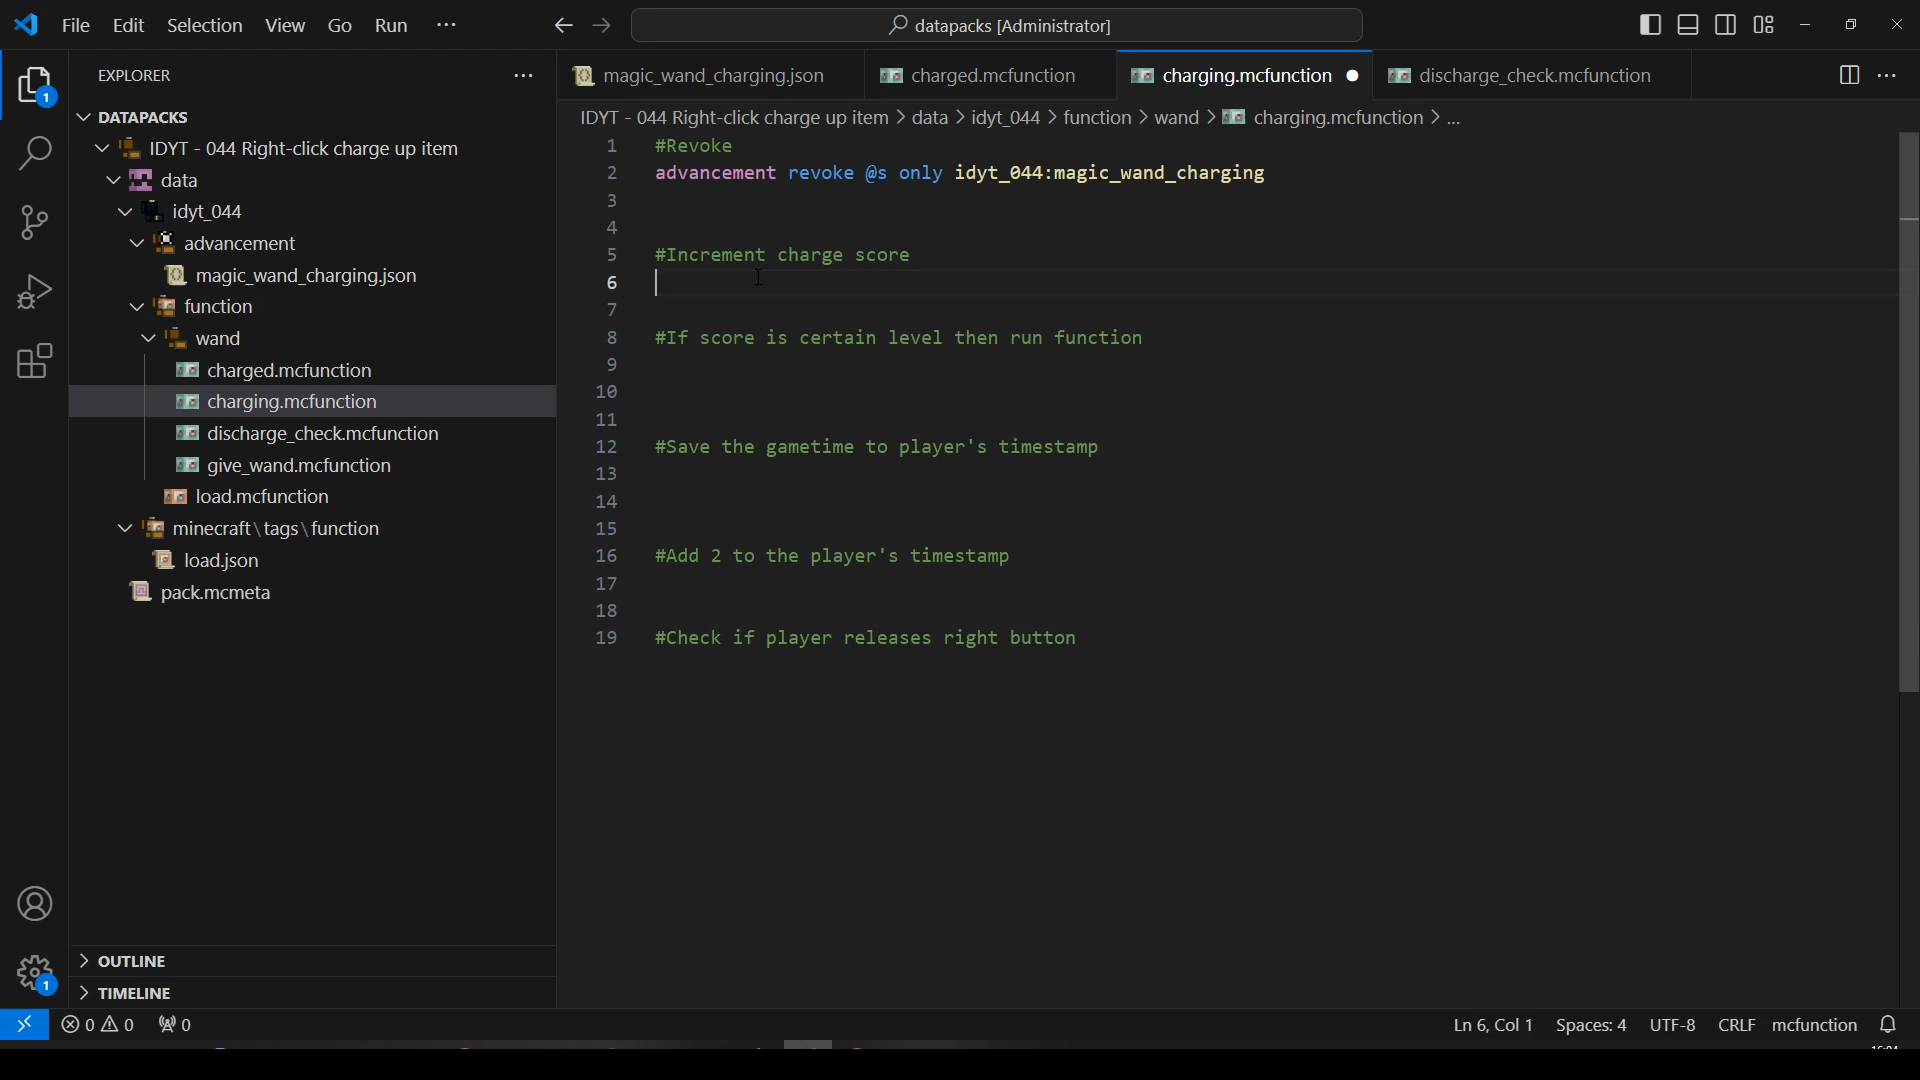 File Edit Selection View Go Run ···
datapacks [Administrator]
EXPLORER ···
DATAPACKS
IDYT - 044 Right-click charge up item
data
idyt_044
advancement
magic_wand_charging.json
function
wand
charged.mcfunction
charging.mcfunction
discharge_check.mcfunction
give_wand.mcfunction
load.mcfunction
minecraft\tags\function
load.json
pack.mcmeta
OUTLINE
TIMELINE
1
1
magic_wand_charging.json charged.mcfunction charging.mcfunction discharge_check.mcfunction ···
IDYT - 044 Right-click charge up item > data > idyt_044 > function > wand > charging.mcfunction > ...
1 #Revoke
2 advancement revoke @s only idyt_044:magic_wand_charging
3
4
5 #Increment charge score
6
7
8 #If score is certain level then run function
9
10
11
12 #Save the gametime to player's timestamp
13
14
15
16 #Add 2 to the player's timestamp
17
18
19 #Check if player releases right button
0 0 0 Ln 6, Col 1 Spaces: 4 UTF-8 CRLF mcfunction